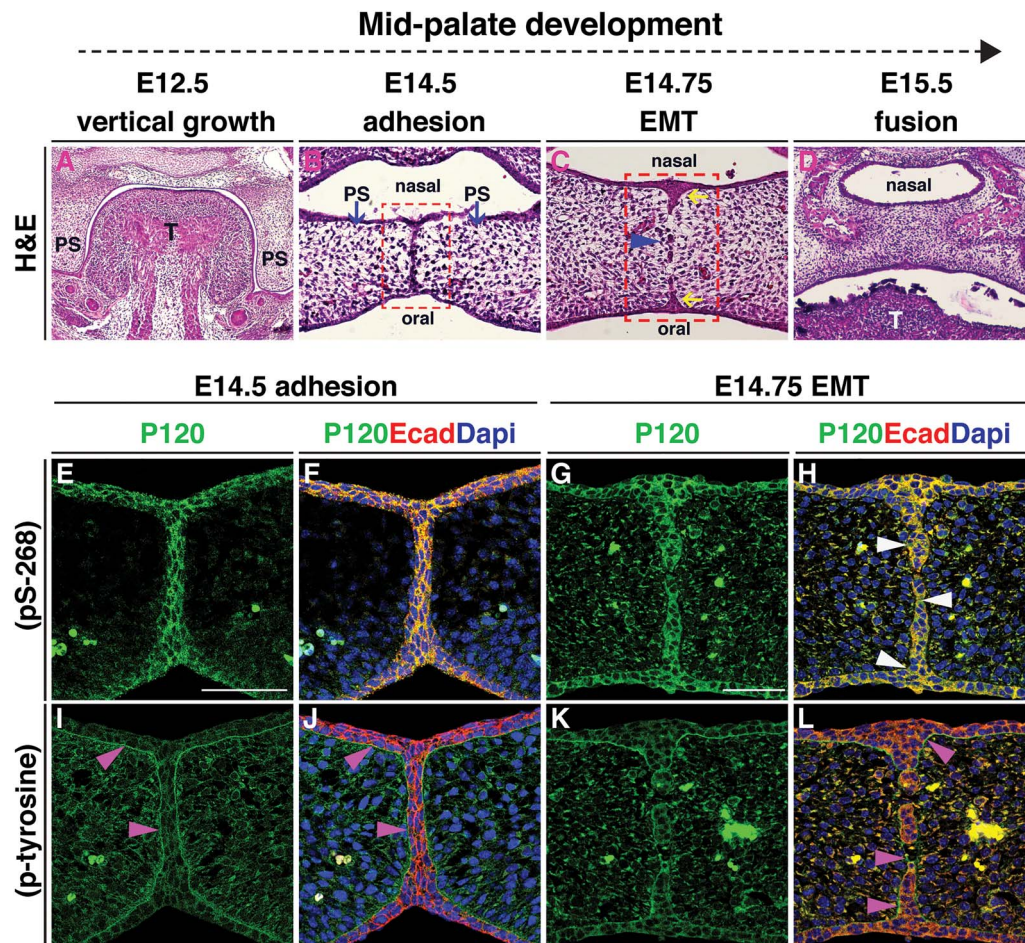 Mid-palate development
E12.5 E14.5 E14.75 E15.5
vertical growth adhesion EMT fusion
H&E
A B C D
PS T PS
PS nasal PS
oral
nasal
oral
nasal
T
E14.5 adhesion E14.75 EMT
P120 P120EcadDapi P120 P120EcadDapi
(pS-268)
E F G H
(p-tyrosine)
I J K L